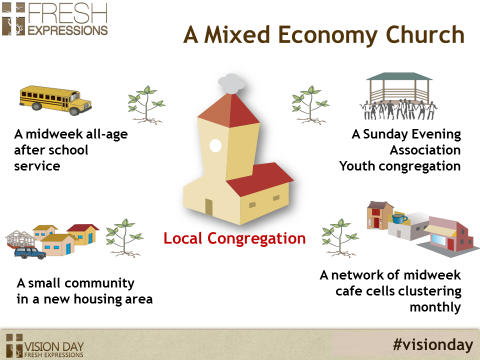 FRESH
EXPRESSIONS
A Mixed Economy Church
A midweek all-age
after school
service
A Sunday Evening
Association
Youth congregation
Local Congregation
A small community
in a new housing area
A network of midweek
cafe cells clustering
monthly
VISION DAY
FRESH EXPRESSIONS
#visionday